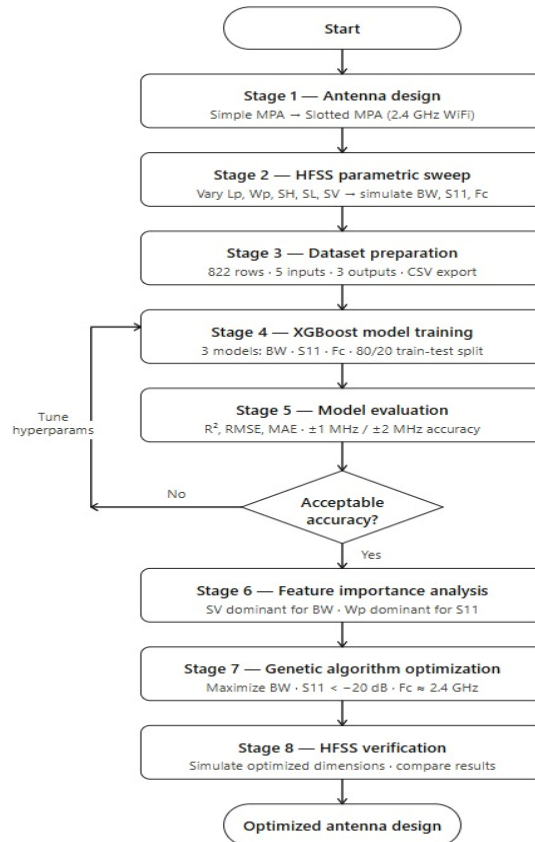 Start
Stage 1 — Antenna design
Simple MPA → Slotted MPA (2.4 GHz WiFi)
Stage 2 — HFSS parametric sweep
Vary Lp, Wp, SH, SL, SV → simulate BW, S11, Fc
Stage 3 — Dataset preparation
822 rows · 5 inputs · 3 outputs · CSV export
Stage 4 — XGBoost model training
3 models: BW · S11 · Fc · 80/20 train-test split
Stage 5 — Model evaluation
R², RMSE, MAE · ±1 MHz / ±2 MHz accuracy
Tune
hyperparams
No
Acceptable
accuracy?
Yes
Stage 6 — Feature importance analysis
SV dominant for BW · Wp dominant for S11
Stage 7 — Genetic algorithm optimization
Maximize BW · S11 < −20 dB · Fc ≈ 2.4 GHz
Stage 8 — HFSS verification
Simulate optimized dimensions · compare results
Optimized antenna design